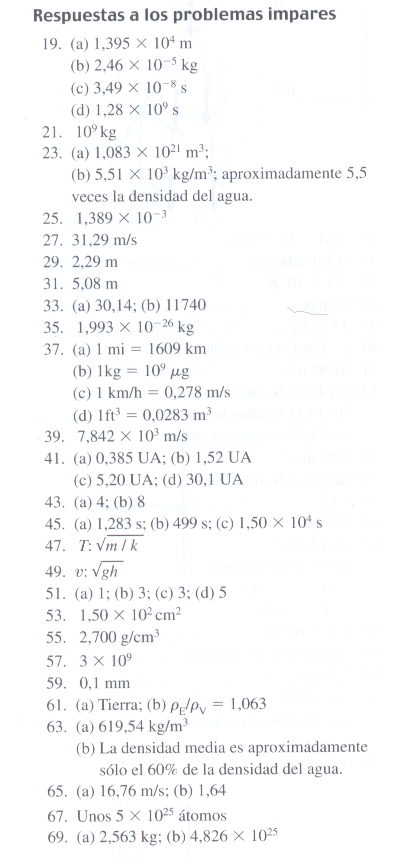 Respuestas a los problemas impares
19. (a) 1,395 × 10⁴ m
(b) 2,46 × 10⁻⁵ kg
(c) 3,49 × 10⁻⁸ s
(d) 1,28 × 10⁹ s
21. 10⁹ kg
23. (a) 1,083 × 10²¹ m³;
(b) 5,51 × 10³ kg/m³; aproximadamente 5,5
veces la densidad del agua.
25. 1,389 × 10⁻³
27. 31,29 m/s
29. 2,29 m
31. 5,08 m
33. (a) 30,14; (b) 11740
35. 1,993 × 10⁻²⁶ kg
37. (a) 1 mi = 1609 km
(b) 1kg = 10⁹ μg
(c) 1 km/h = 0,278 m/s
(d) 1ft³ = 0,0283 m³
39. 7,842 × 10³ m/s
41. (a) 0,385 UA; (b) 1,52 UA
(c) 5,20 UA; (d) 30,1 UA
43. (a) 4; (b) 8
45. (a) 1,283 s; (b) 499 s; (c) 1,50 × 10⁴ s
47. T: √m / k
49. v: √gh
51. (a) 1; (b) 3; (c) 3; (d) 5
53. 1,50 × 10² cm²
55. 2,700 g/cm³
57. 3 × 10⁹
59. 0,1 mm
61. (a) Tierra; (b) ρE/ρV = 1,063
63. (a) 619,54 kg/m³
(b) La densidad media es aproximadamente
sólo el 60% de la densidad del agua.
65. (a) 16,76 m/s; (b) 1,64
67. Unos 5 × 10²⁵ átomos
69. (a) 2,563 kg; (b) 4,826 × 10²⁵